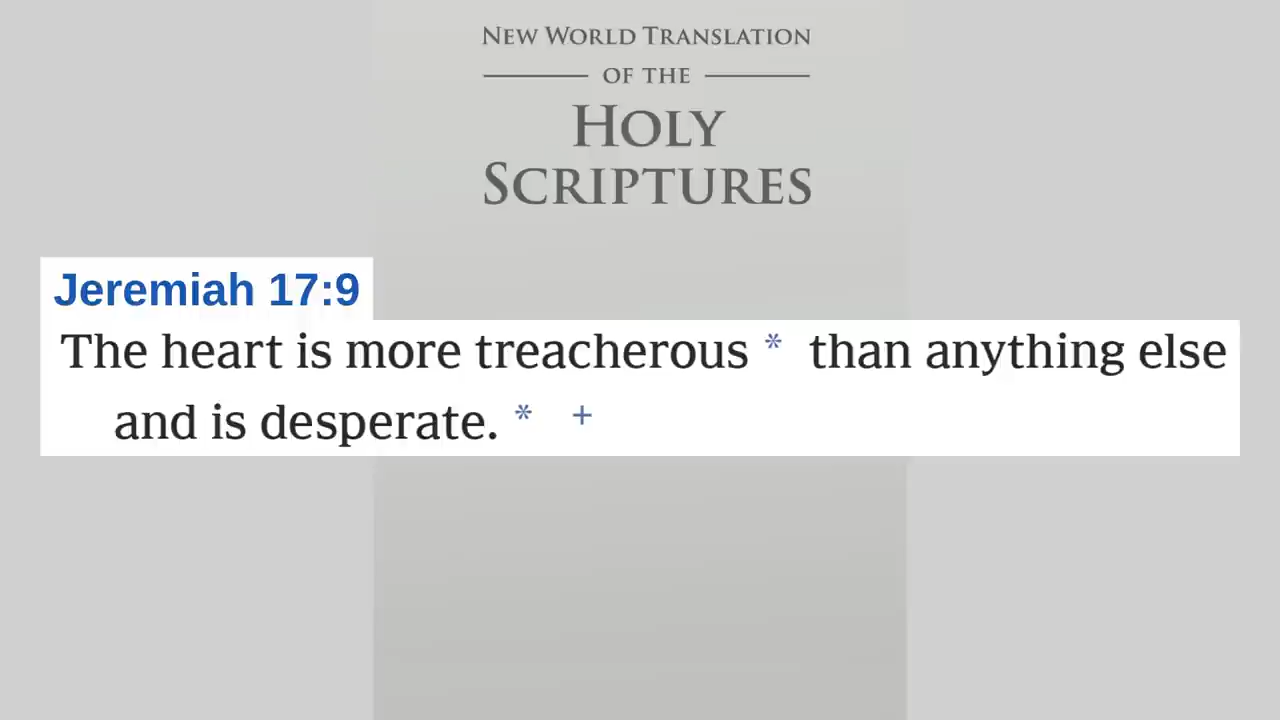 NEW WORLD TRANSLATION
OF THE
HOLY
SCRIPTURES
Jeremiah 17:9
The heart is more treacherous * than anything else
and is desperate. * +